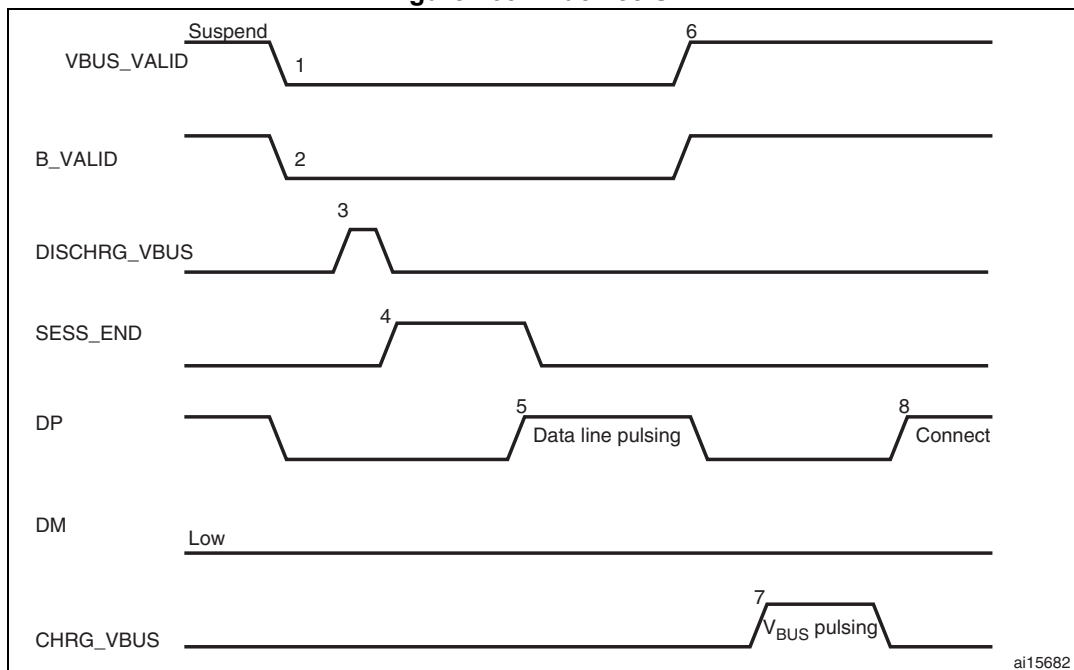 Suspend
6
VBUS_VALID
1
B_VALID
2
3
DISCHRG_VBUS
4
SESS_END
5
8
DP
Data line pulsing
Connect
DM
Low
7
CHRG_VBUS
VBUS pulsing
ai15682